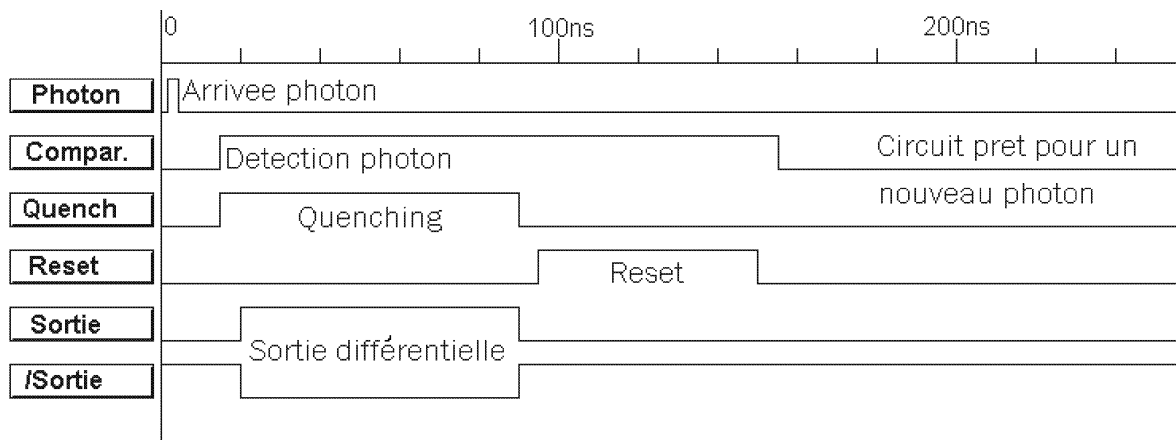 0 100ns 200ns
Photon Arrivee photon
Compar. Detection photon Circuit pret pour un
Quench Quenching nouveau photon
Reset Reset
Sortie
Sortie différentielle
/Sortie